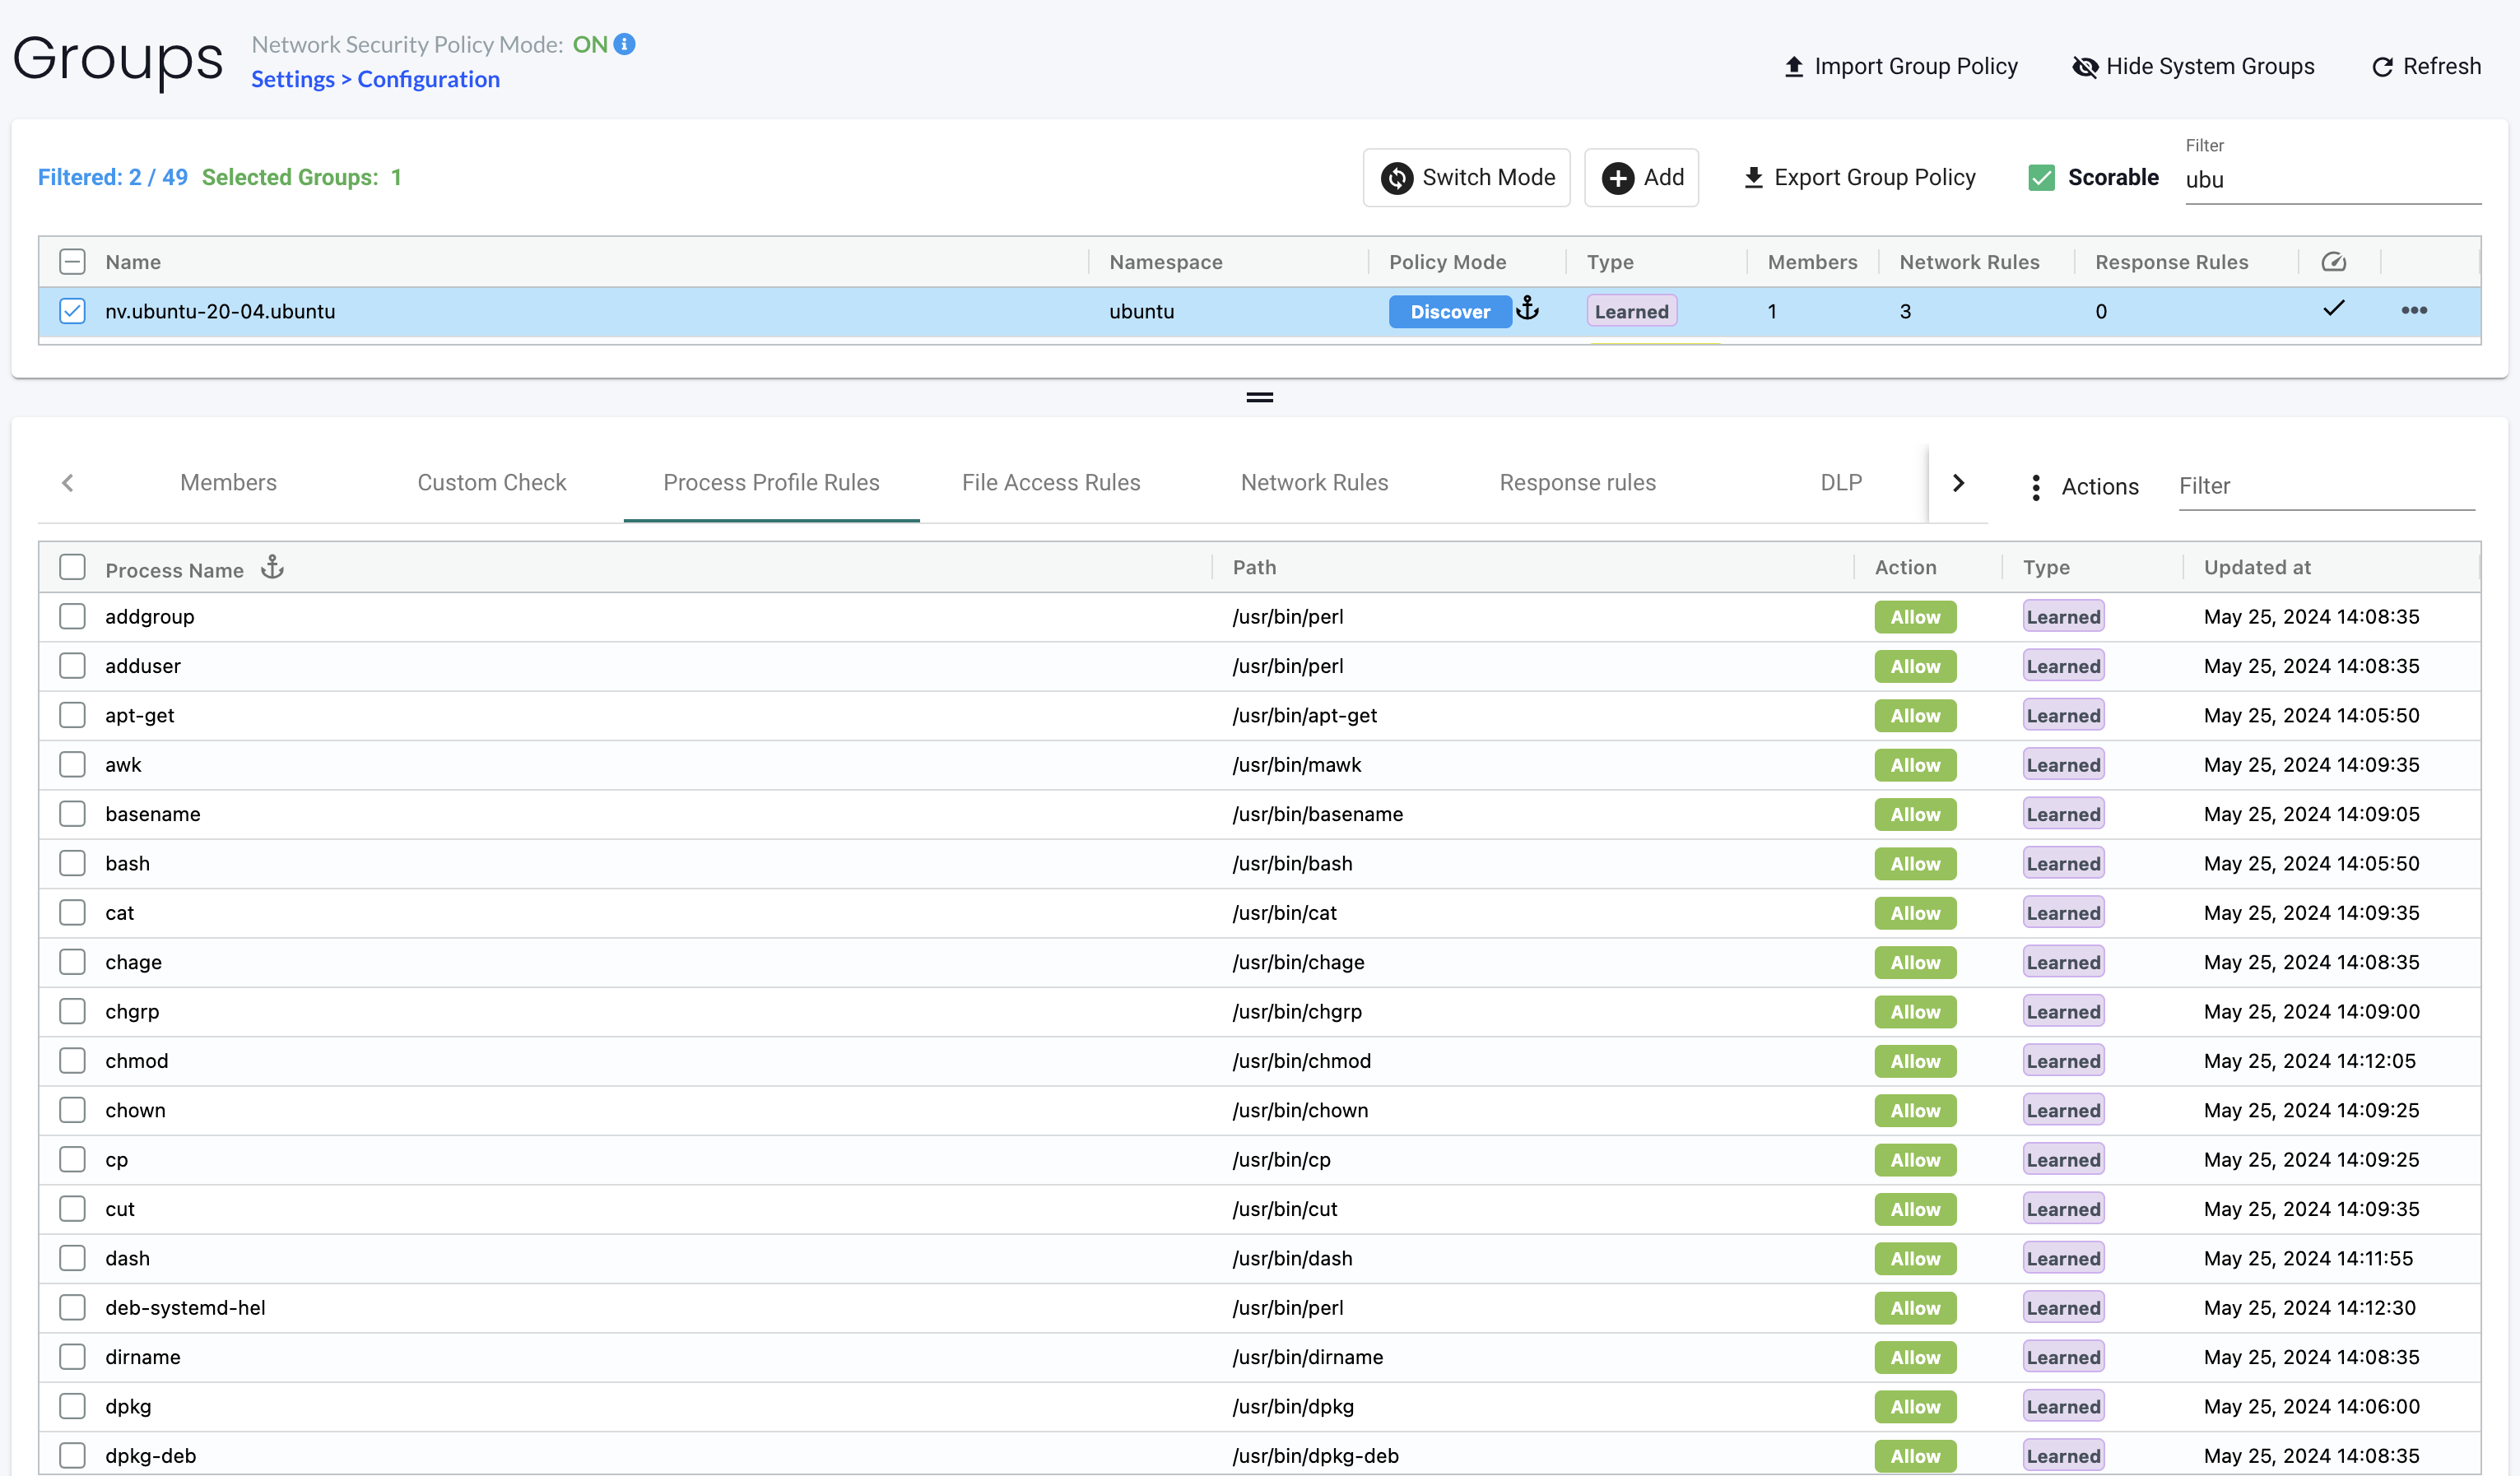 Groups
Network Security Policy Mode: ON
Settings > Configuration
Import Group Policy Hide System Groups Refresh
Filtered: 2 / 49 Selected Groups: 1
Switch Mode Add Export Group Policy Scorable
Filter
ubu
Name Namespace Policy Mode Type Members Network Rules Response Rules
nv.ubuntu-20-04.ubuntu ubuntu Discover Learned 1 3 0
Members Custom Check Process Profile Rules File Access Rules Network Rules Response rules DLP Actions Filter
Process Name Path Action Type Updated at
addgroup /usr/bin/perl Allow Learned May 25, 2024 14:08:35
adduser /usr/bin/perl Allow Learned May 25, 2024 14:08:35
apt-get /usr/bin/apt-get Allow Learned May 25, 2024 14:05:50
awk /usr/bin/mawk Allow Learned May 25, 2024 14:09:35
basename /usr/bin/basename Allow Learned May 25, 2024 14:09:05
bash /usr/bin/bash Allow Learned May 25, 2024 14:05:50
cat /usr/bin/cat Allow Learned May 25, 2024 14:09:35
chage /usr/bin/chage Allow Learned May 25, 2024 14:08:35
chgrp /usr/bin/chgrp Allow Learned May 25, 2024 14:09:00
chmod /usr/bin/chmod Allow Learned May 25, 2024 14:12:05
chown /usr/bin/chown Allow Learned May 25, 2024 14:09:25
cp /usr/bin/cp Allow Learned May 25, 2024 14:09:25
cut /usr/bin/cut Allow Learned May 25, 2024 14:09:35
dash /usr/bin/dash Allow Learned May 25, 2024 14:11:55
deb-systemd-hel /usr/bin/perl Allow Learned May 25, 2024 14:12:30
dirname /usr/bin/dirname Allow Learned May 25, 2024 14:08:35
dpkg /usr/bin/dpkg Allow Learned May 25, 2024 14:06:00
dpkg-deb /usr/bin/dpkg-deb Allow Learned May 25, 2024 14:08:35